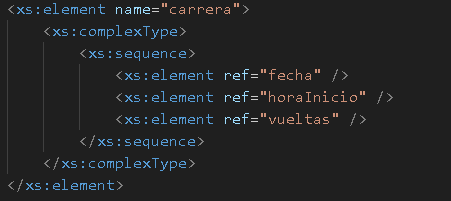 <xs:element name="carrera">
<xs:complexType>
<xs:sequence>
<xs:element ref="fecha" />
<xs:element ref="horaInicio" />
<xs:element ref="vueltas" />
</xs:sequence>
</xs:complexType>
</xs:element>